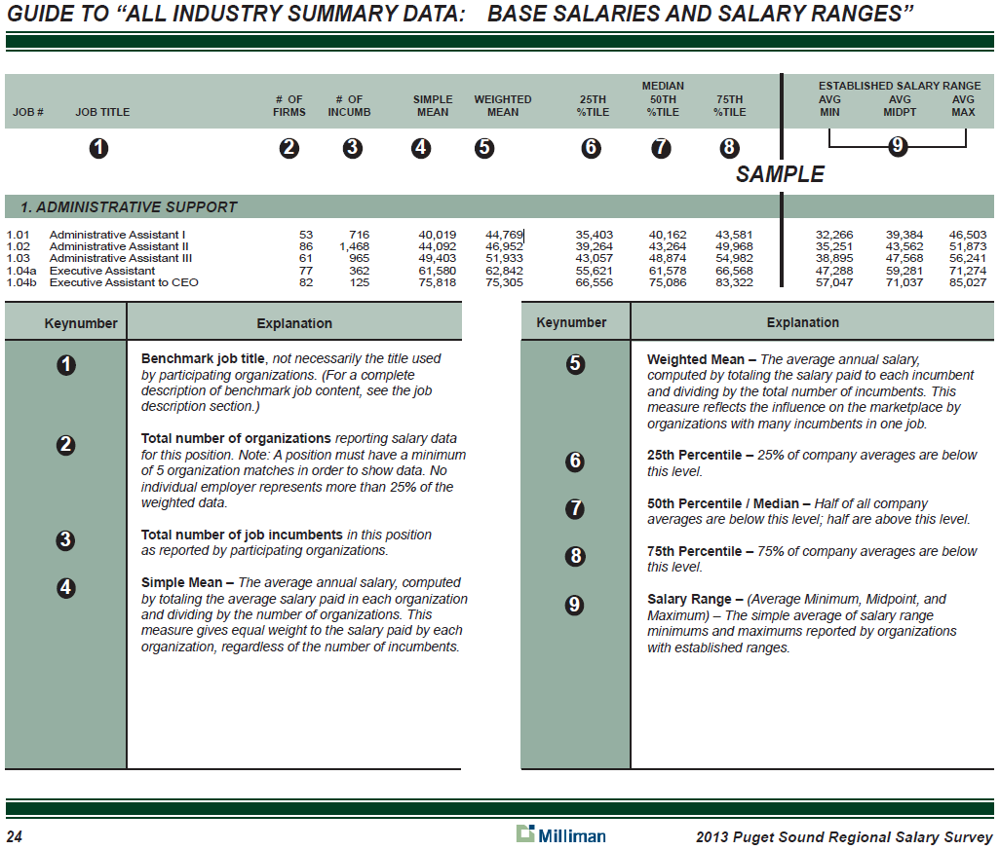 GUIDE TO “ALL INDUSTRY SUMMARY DATA: BASE SALARIES AND SALARY RANGES”
JOB # JOB TITLE # OF FIRMS # OF INCUMB SIMPLE MEAN WEIGHTED MEAN 25TH %TILE MEDIAN 50TH %TILE 75TH %TILE ESTABLISHED SALARY RANGE AVG MIN AVG MIDPT AVG MAX
1 2 3 4 5 6 7 8 9
SAMPLE
1. ADMINISTRATIVE SUPPORT
1.01 Administrative Assistant I 53 716 40,019 44,769 35,403 40,162 43,581 32,266 39,384 46,503
1.02 Administrative Assistant II 86 1,468 44,092 46,952 39,264 43,264 49,968 35,251 43,562 51,873
1.03 Administrative Assistant III 61 965 49,403 51,933 43,057 48,874 54,982 38,895 47,568 56,241
1.04a Executive Assistant 77 362 61,580 62,842 55,621 61,578 66,568 47,288 59,281 71,274
1.04b Executive Assistant to CEO 82 125 75,818 75,305 66,556 75,086 83,322 57,047 71,037 85,027
Keynumber Explanation
1 Benchmark job title, not necessarily the title used
by participating organizations. (For a complete
description of benchmark job content, see the job
description section.)
2 Total number of organizations reporting salary data
for this position. Note: A position must have a minimum
of 5 organization matches in order to show data. No
individual employer represents more than 25% of the
weighted data.
3 Total number of job incumbents in this position
as reported by participating organizations.
4 Simple Mean – The average annual salary, computed
by totaling the average salary paid in each organization
and dividing by the number of organizations. This
measure gives equal weight to the salary paid by each
organization, regardless of the number of incumbents.
Keynumber Explanation
5 Weighted Mean – The average annual salary,
computed by totaling the salary paid to each incumbent
and dividing by the total number of incumbents. This
measure reflects the influence on the marketplace by
organizations with many incumbents in one job.
6 25th Percentile – 25% of company averages are below
this level.
7 50th Percentile / Median – Half of all company
averages are below this level; half are above this level.
8 75th Percentile – 75% of company averages are below
this level.
9 Salary Range – (Average Minimum, Midpoint, and
Maximum) – The simple average of salary range
minimums and maximums reported by organizations
with established ranges.
24 Milliman 2013 Puget Sound Regional Salary Survey